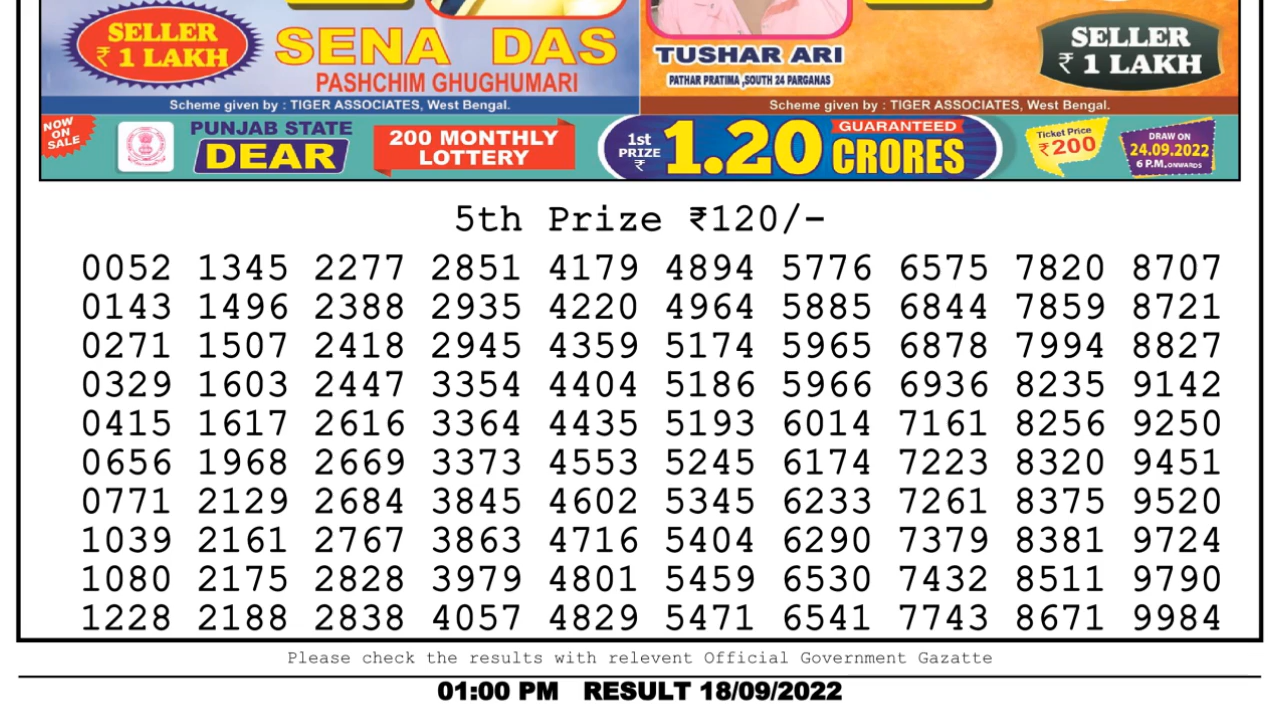 SELLER
₹ 1 LAKH
SENA DAS
PASHCHIM GHUGHUMARI
Scheme given by : TIGER ASSOCIATES, West Bengal.
TUSHAR ARI
PATHAR PRATIMA ,SOUTH 24 PARGANAS
SELLER
₹ 1 LAKH
Scheme given by : TIGER ASSOCIATES, West Bengal.
NOW
ON
SALE
PUNJAB STATE
DEAR
200 MONTHLY
LOTTERY
1st
PRIZE
₹
1.20
GUARANTEED
CRORES
Ticket Price
₹200
DRAW ON
24.09.2022
6 P.M.ONWARDS
5th Prize ₹120/-
0052 1345 2277 2851 4179 4894 5776 6575 7820 8707
0143 1496 2388 2935 4220 4964 5885 6844 7859 8721
0271 1507 2418 2945 4359 5174 5965 6878 7994 8827
0329 1603 2447 3354 4404 5186 5966 6936 8235 9142
0415 1617 2616 3364 4435 5193 6014 7161 8256 9250
0656 1968 2669 3373 4553 5245 6174 7223 8320 9451
0771 2129 2684 3845 4602 5345 6233 7261 8375 9520
1039 2161 2767 3863 4716 5404 6290 7379 8381 9724
1080 2175 2828 3979 4801 5459 6530 7432 8511 9790
1228 2188 2838 4057 4829 5471 6541 7743 8671 9984
Please check the results with relevent Official Government Gazatte
01:00 PM RESULT 18/09/2022